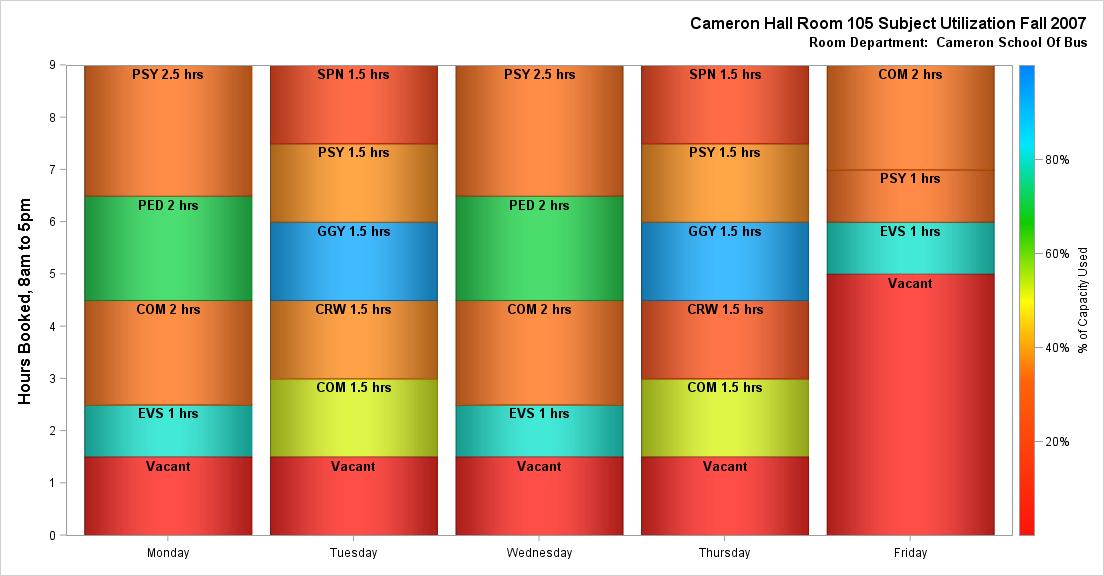 Cameron Hall Room 105 Subject Utilization Fall 2007
Room Department:  Cameron School Of Bus
Hours Booked, 8am to 5pm
9
8
7
6
5
4
3
2
1
0
PSY 2.5 hrs
PED 2 hrs
COM 2 hrs
EVS 1 hrs
Vacant
SPN 1.5 hrs
PSY 1.5 hrs
GGY 1.5 hrs
CRW 1.5 hrs
COM 1.5 hrs
Vacant
PSY 2.5 hrs
PED 2 hrs
COM 2 hrs
EVS 1 hrs
Vacant
SPN 1.5 hrs
PSY 1.5 hrs
GGY 1.5 hrs
CRW 1.5 hrs
COM 1.5 hrs
Vacant
COM 2 hrs
PSY 1 hrs
EVS 1 hrs
Vacant
Monday
Tuesday
Wednesday
Thursday
Friday
80%
60%
40%
20%
% of Capacity Used